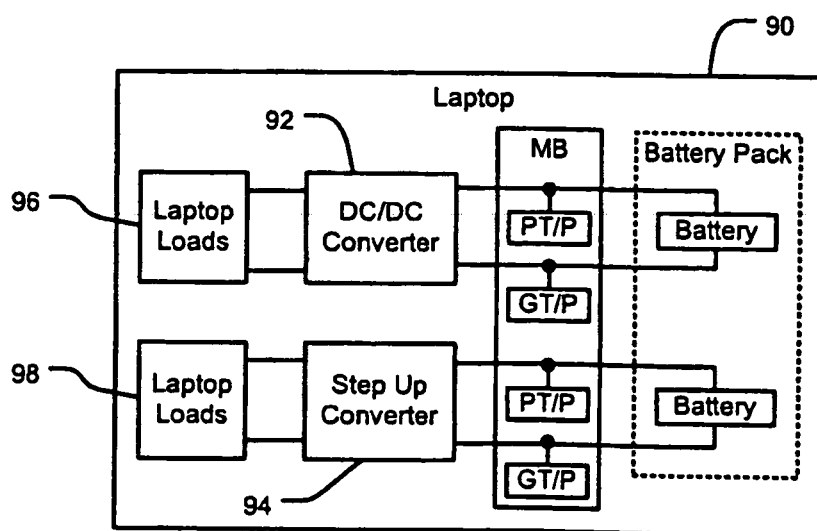 90
Laptop
92
MB
Battery Pack
96
Laptop
Loads
DC/DC
Converter
PT/P
Battery
GT/P
98
Laptop
Loads
Step Up
Converter
PT/P
Battery
GT/P
94